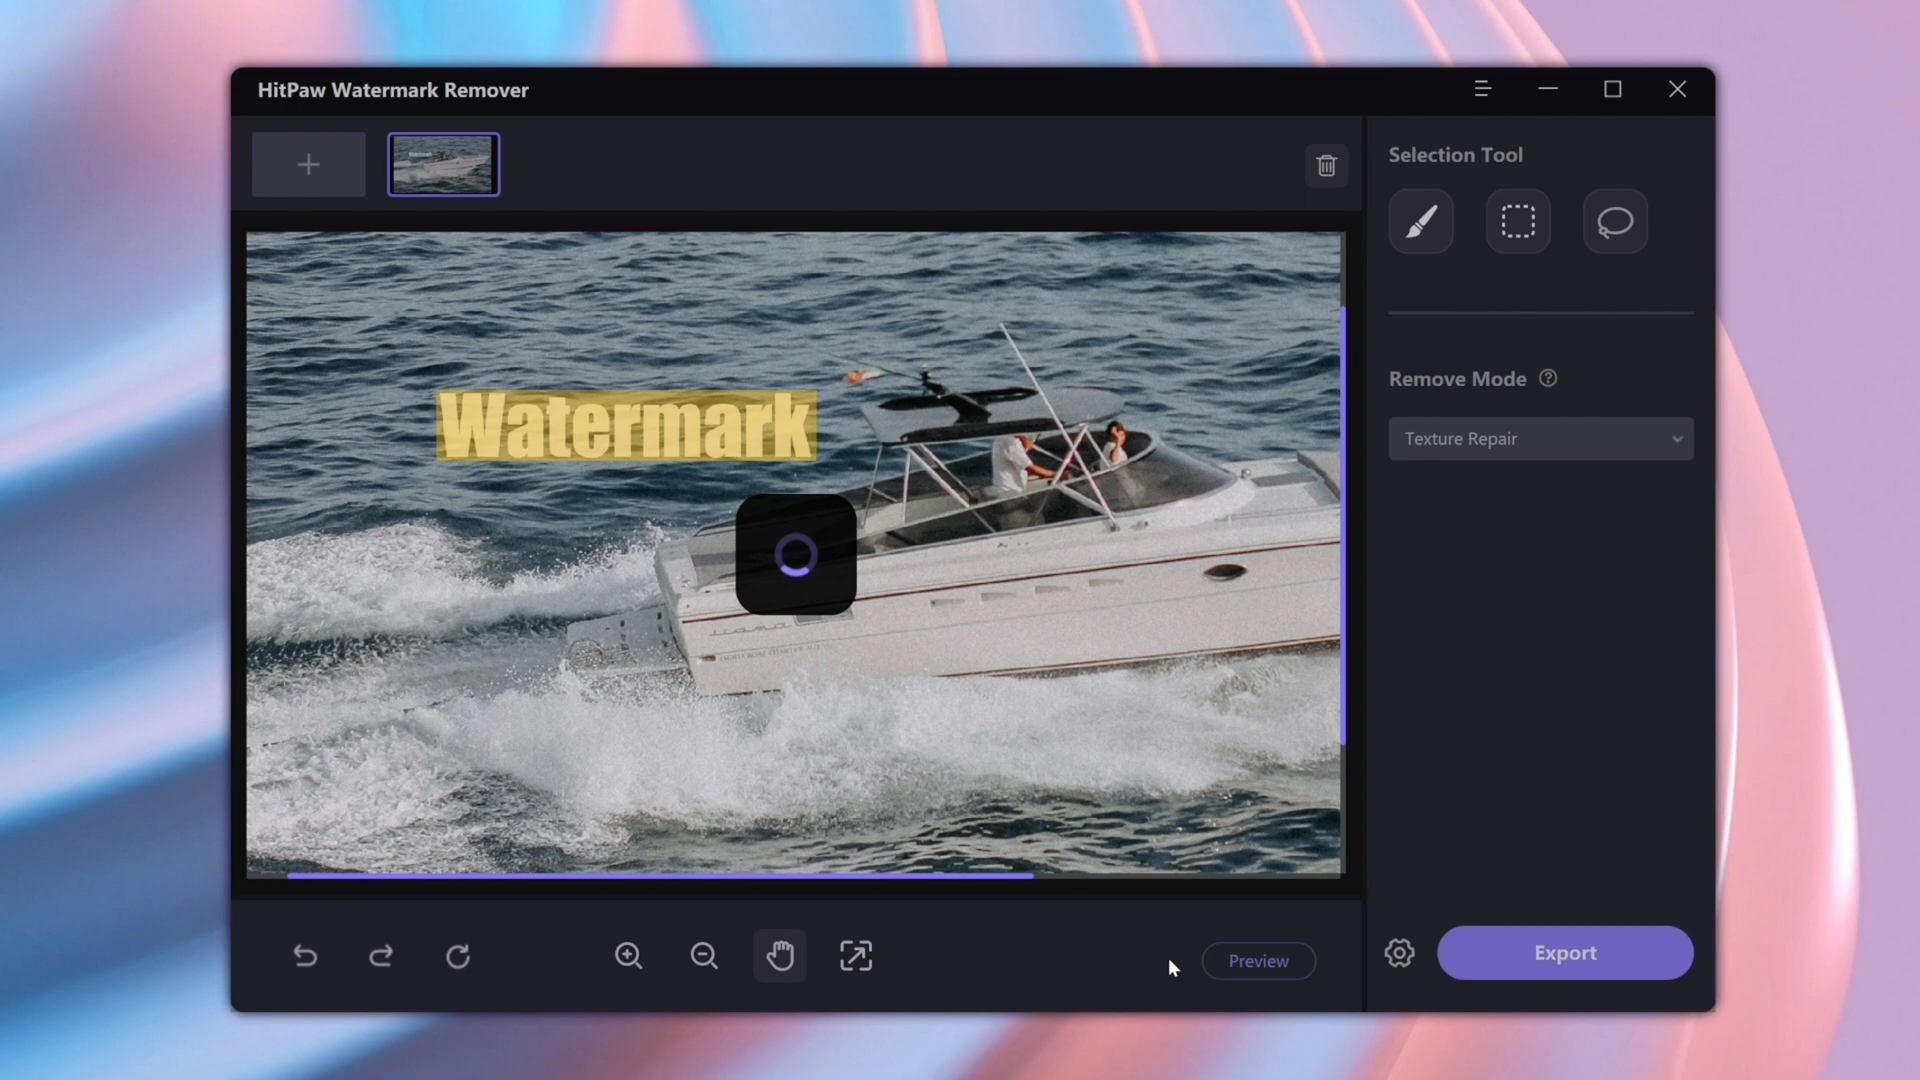 HitPaw Watermark Remover
Selection Tool
Watermark
Remove Mode
Texture Repair
Preview
Export